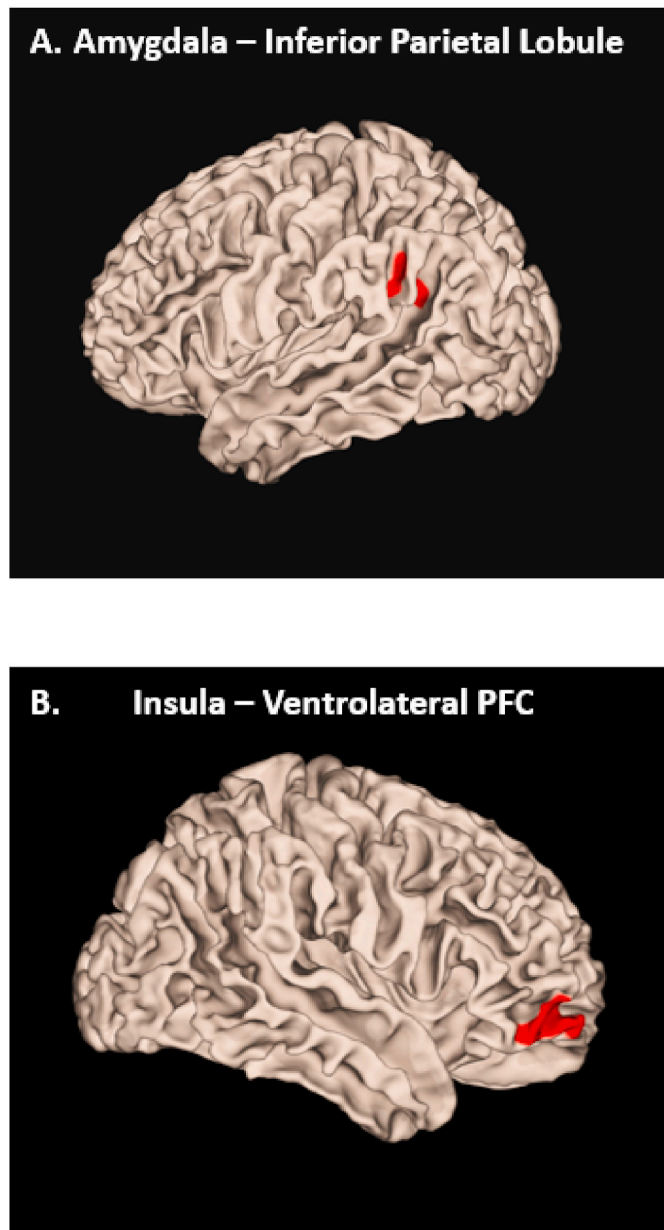 A. Amygdala – Inferior Parietal Lobule
B. Insula – Ventrolateral PFC